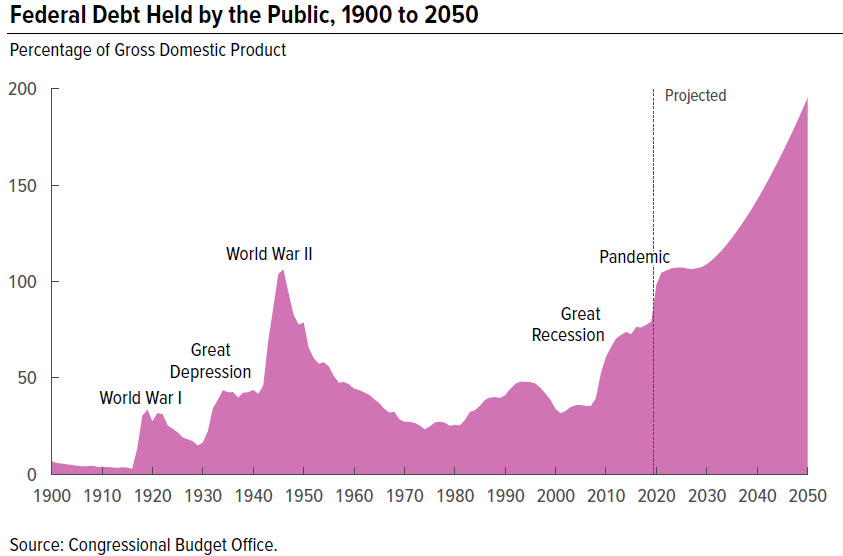 Federal Debt Held by the Public, 1900 to 2050
Percentage of Gross Domestic Product
200
Projected
150
World War II
Pandemic
100
Great
Recession
Great
Depression
50
World War I
0
1900 1910 1920 1930 1940 1950 1960 1970 1980 1990 2000 2010 2020 2030 2040 2050
Source: Congressional Budget Office.